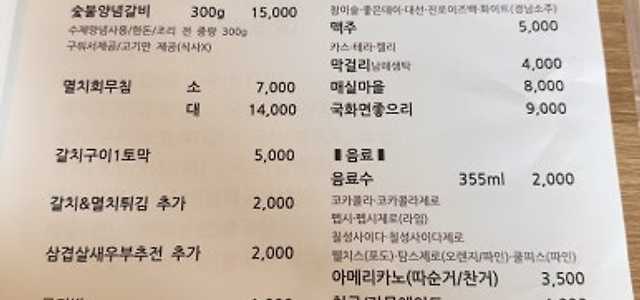 숯불양념갈비 300g 15,000
수제양념사용/한돈/조리 전 중량 300g
구워서제공/고기만 제공(식사X)
멸치회무침 소 7,000
대 14,000
갈치구이1토막 5,000
갈치&멸치튀김 추가 2,000
삼겹살새우부추전 추가 2,000
참이슬·좋은데이·대선·진로이즈백·화이트(경남소주)
맥주 5,000
카스·테라·켈리
막걸리남해생탁 4,000
매실마을 8,000
국화면좋으리 9,000
▮음료▮
음료수 355ml 2,000
코카콜라·코카콜라제로
펩시·펩시제로(라임)
칠성사이다·칠성사이다제로
웰치스(포도)·탐스제로(오렌지/파인)·쿨피스(파인)
아메리카노(따순거/찬거) 3,500